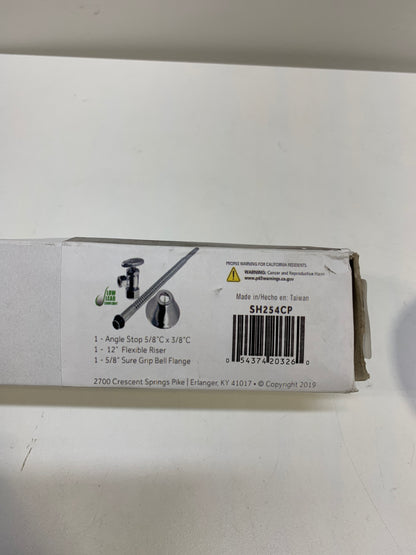 PROP65 WARNING FOR CALIFORNIA RESIDENTS
WARNING: Cancer and Reproductive Harm
www.p65warnings.ca.gov
LOW
LEAD
Made in/Hecho en: Taiwan
SH254CP
0 54374 20326 0
1 - Angle Stop 5/8"C x 3/8"C
1 - 12" Flexible Riser
1 - 5/8" Sure Grip Bell Flange
2700 Crescent Springs Pike | Erlanger, KY 41017 • © Copyright 2019